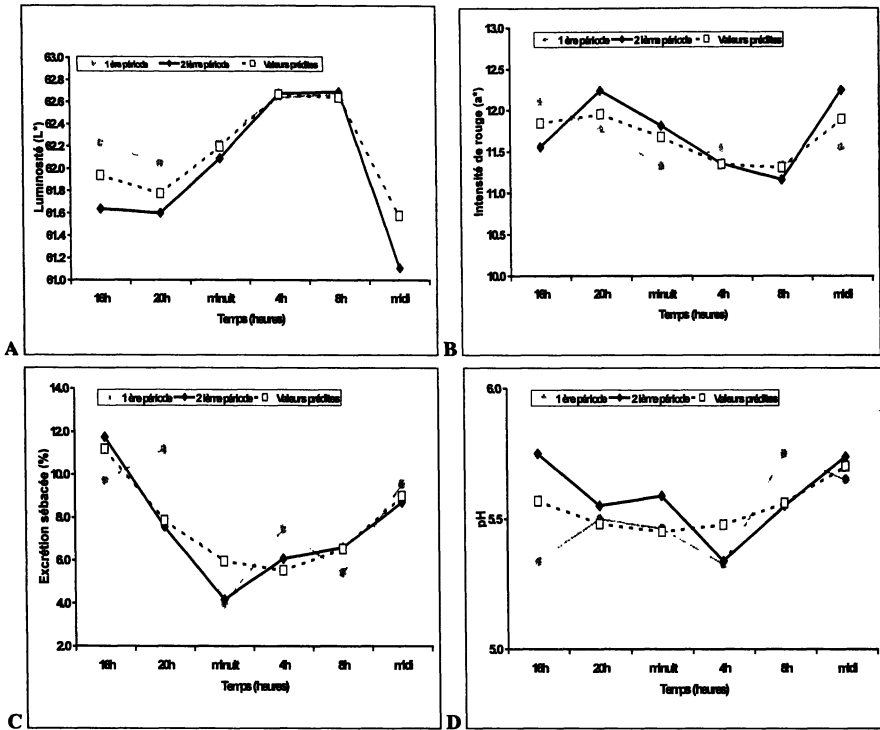 1 ère période 2 ième période Valeurs prédites
Luminosité (L*)
63.0
62.8
62.6
62.4
62.2
62.0
61.8
61.6
61.4
61.2
61.0
16h 20h minuit 4h 8h midi
Temps (heures)
A
1 ère période 2 ième période Valeurs prédites
Intensité de rouge (a*)
13.0
12.5
12.0
11.5
11.0
10.5
10.0
16h 20h minuit 4h 8h midi
Temps (heures)
B
1 ère période 2 ième période Valeurs prédites
Excrétion sébacée (%)
14.0
12.0
10.0
8.0
6.0
4.0
2.0
16h 20h minuit 4h 8h midi
Temps (heures)
C
1 ère période 2 ième période Valeurs prédites
pH
6.0
5.5
5.0
16h 20h minuit 4h 8h midi
Temps (heures)
D